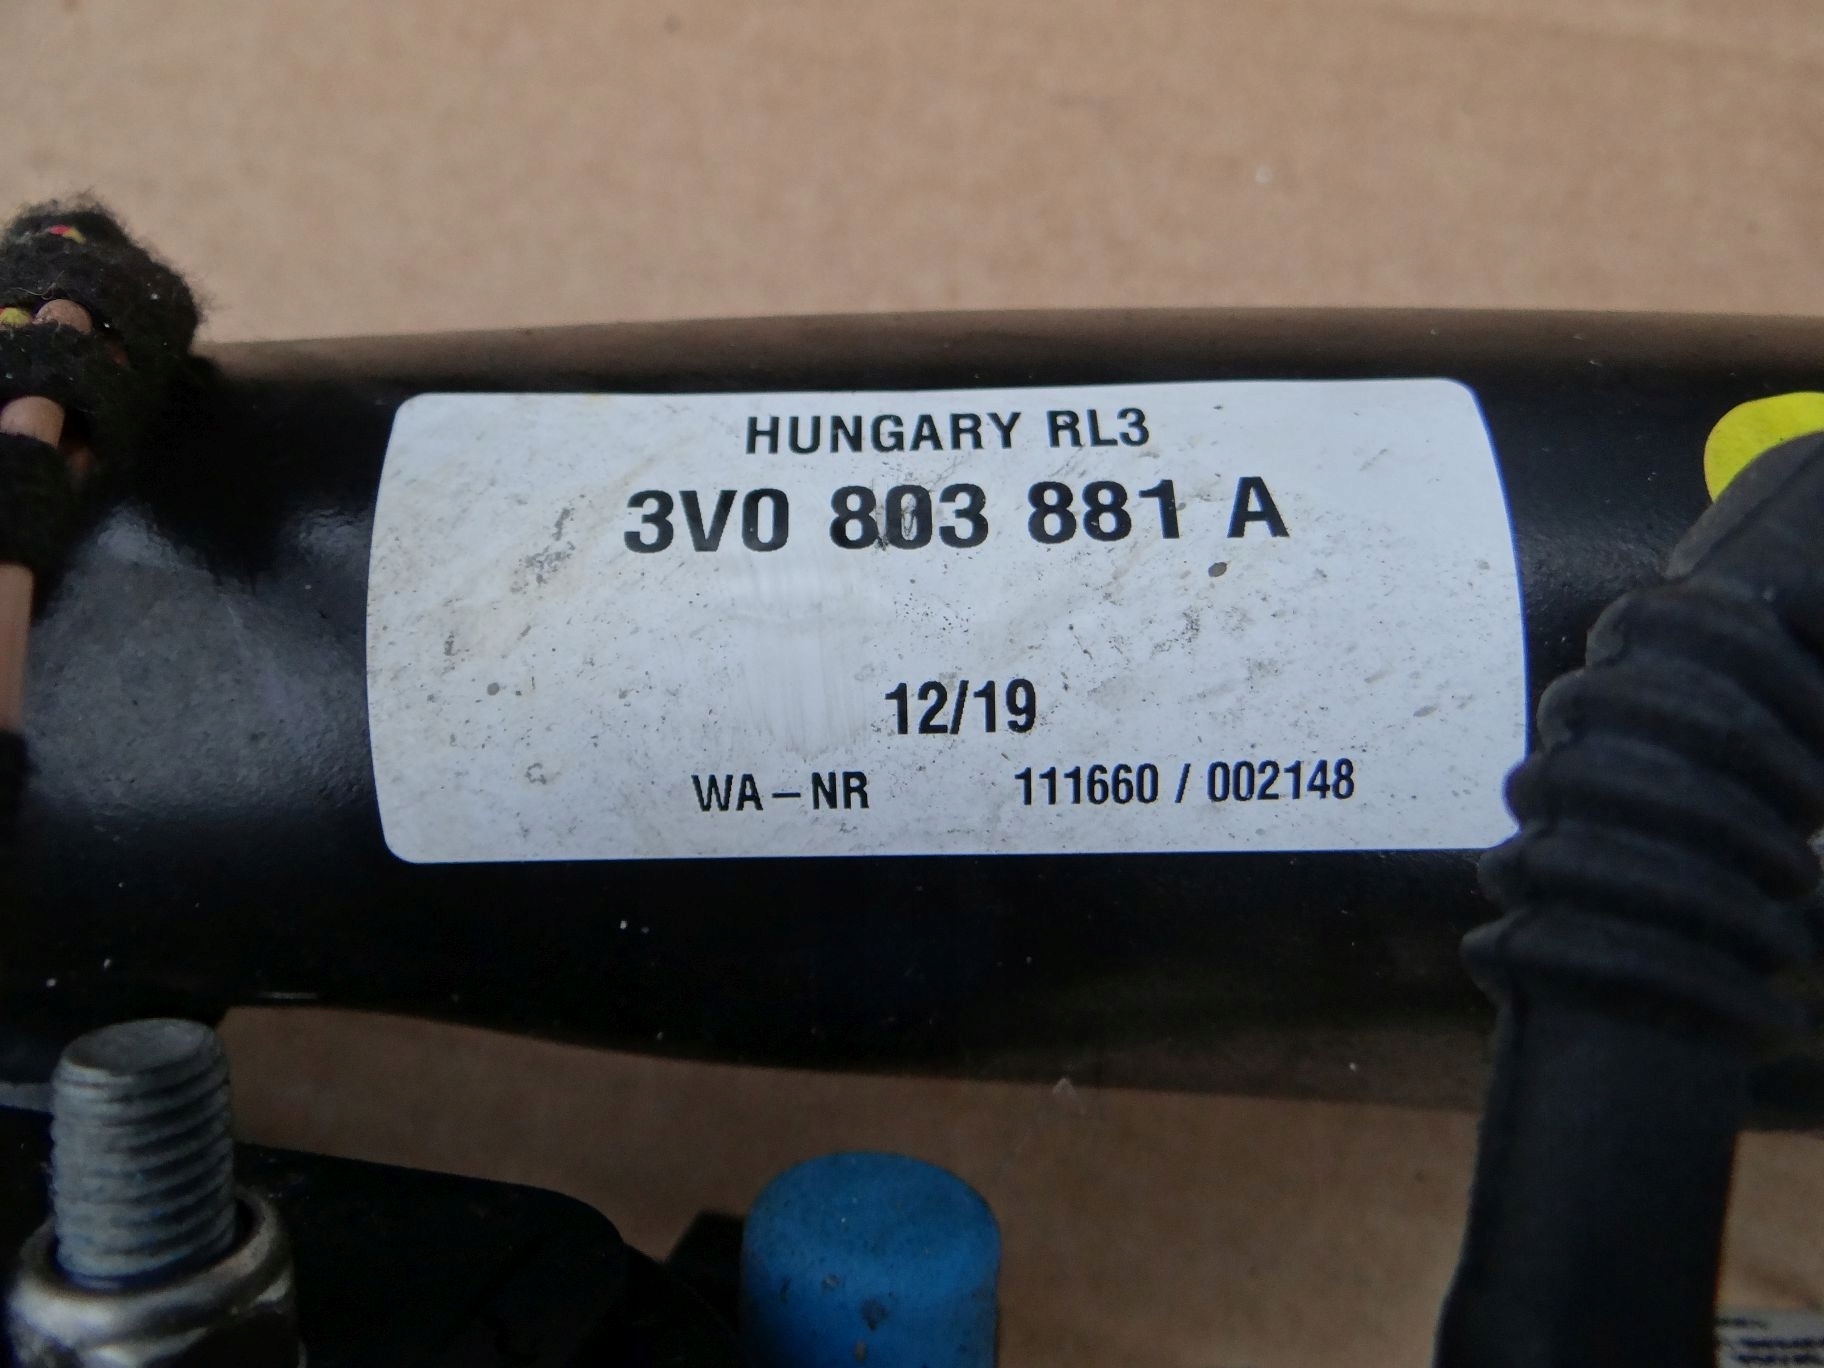 HUNGARY RL3
3V0 803 881 A
12/19
WA-NR 111660 / 002148